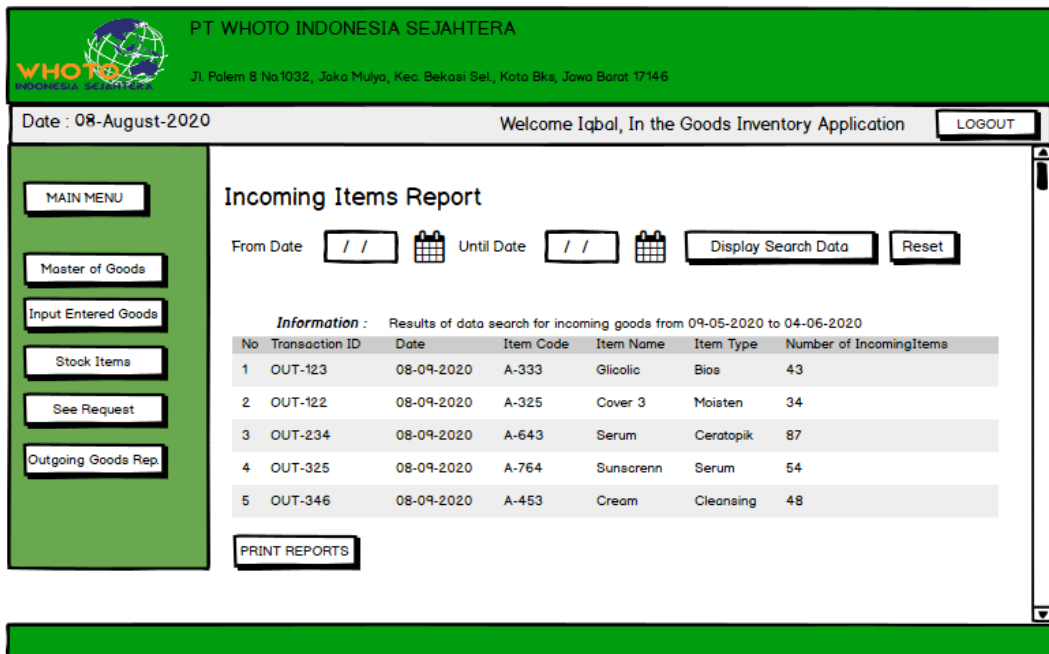 PT WHOTO INDONESIA SEJAHTERA
WHOTO
INDONESIA SEJAHTERA
Jl. Palem 8 No.1032, Jaka Mulya, Kec. Bekasi Sel., Kota Bks, Jawa Barat 17146
Date : 08-August-2020 Welcome Iqbal, In the Goods Inventory Application LOGOUT
MAIN MENU
Master of Goods
Input Entered Goods
Stock Items
See Request
Outgoing Goods Rep.
Incoming Items Report
From Date / / Until Date / / Display Search Data Reset
Information : Results of data search for incoming goods from 09-05-2020 to 04-06-2020
No Transaction ID Date Item Code Item Name Item Type Number of IncomingItems
1 OUT-123 08-09-2020 A-333 Glicolic Bios 43
2 OUT-122 08-09-2020 A-325 Cover 3 Moisten 34
3 OUT-234 08-09-2020 A-643 Serum Ceratopik 87
4 OUT-325 08-09-2020 A-764 Sunscrenn Serum 54
5 OUT-346 08-09-2020 A-453 Cream Cleansing 48
PRINT REPORTS